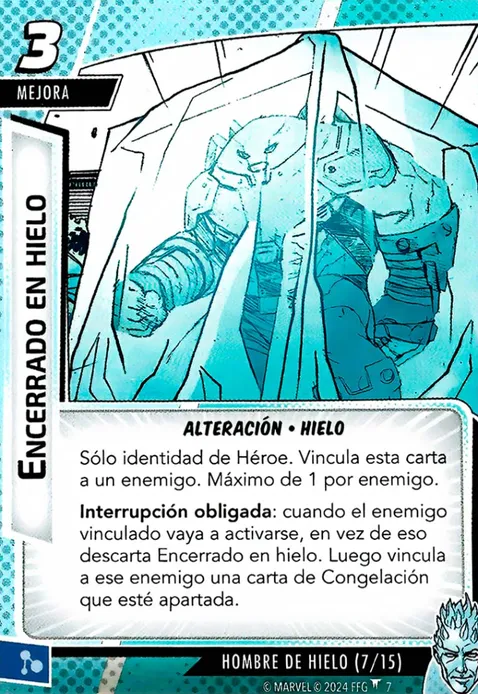 3
MEJORA
ENCERRADO EN HIELO
ALTERACIÓN • HIELO
Sólo identidad de Héroe. Vincula esta carta
a un enemigo. Máximo de 1 por enemigo.
Interrupción obligada: cuando el enemigo
vinculado vaya a activarse, en vez de eso
descarta Encerrado en hielo. Luego vincula
a ese enemigo una carta de Congelación
que esté apartada.
HOMBRE DE HIELO (7/15)
© MARVEL © 2024 FFG 7